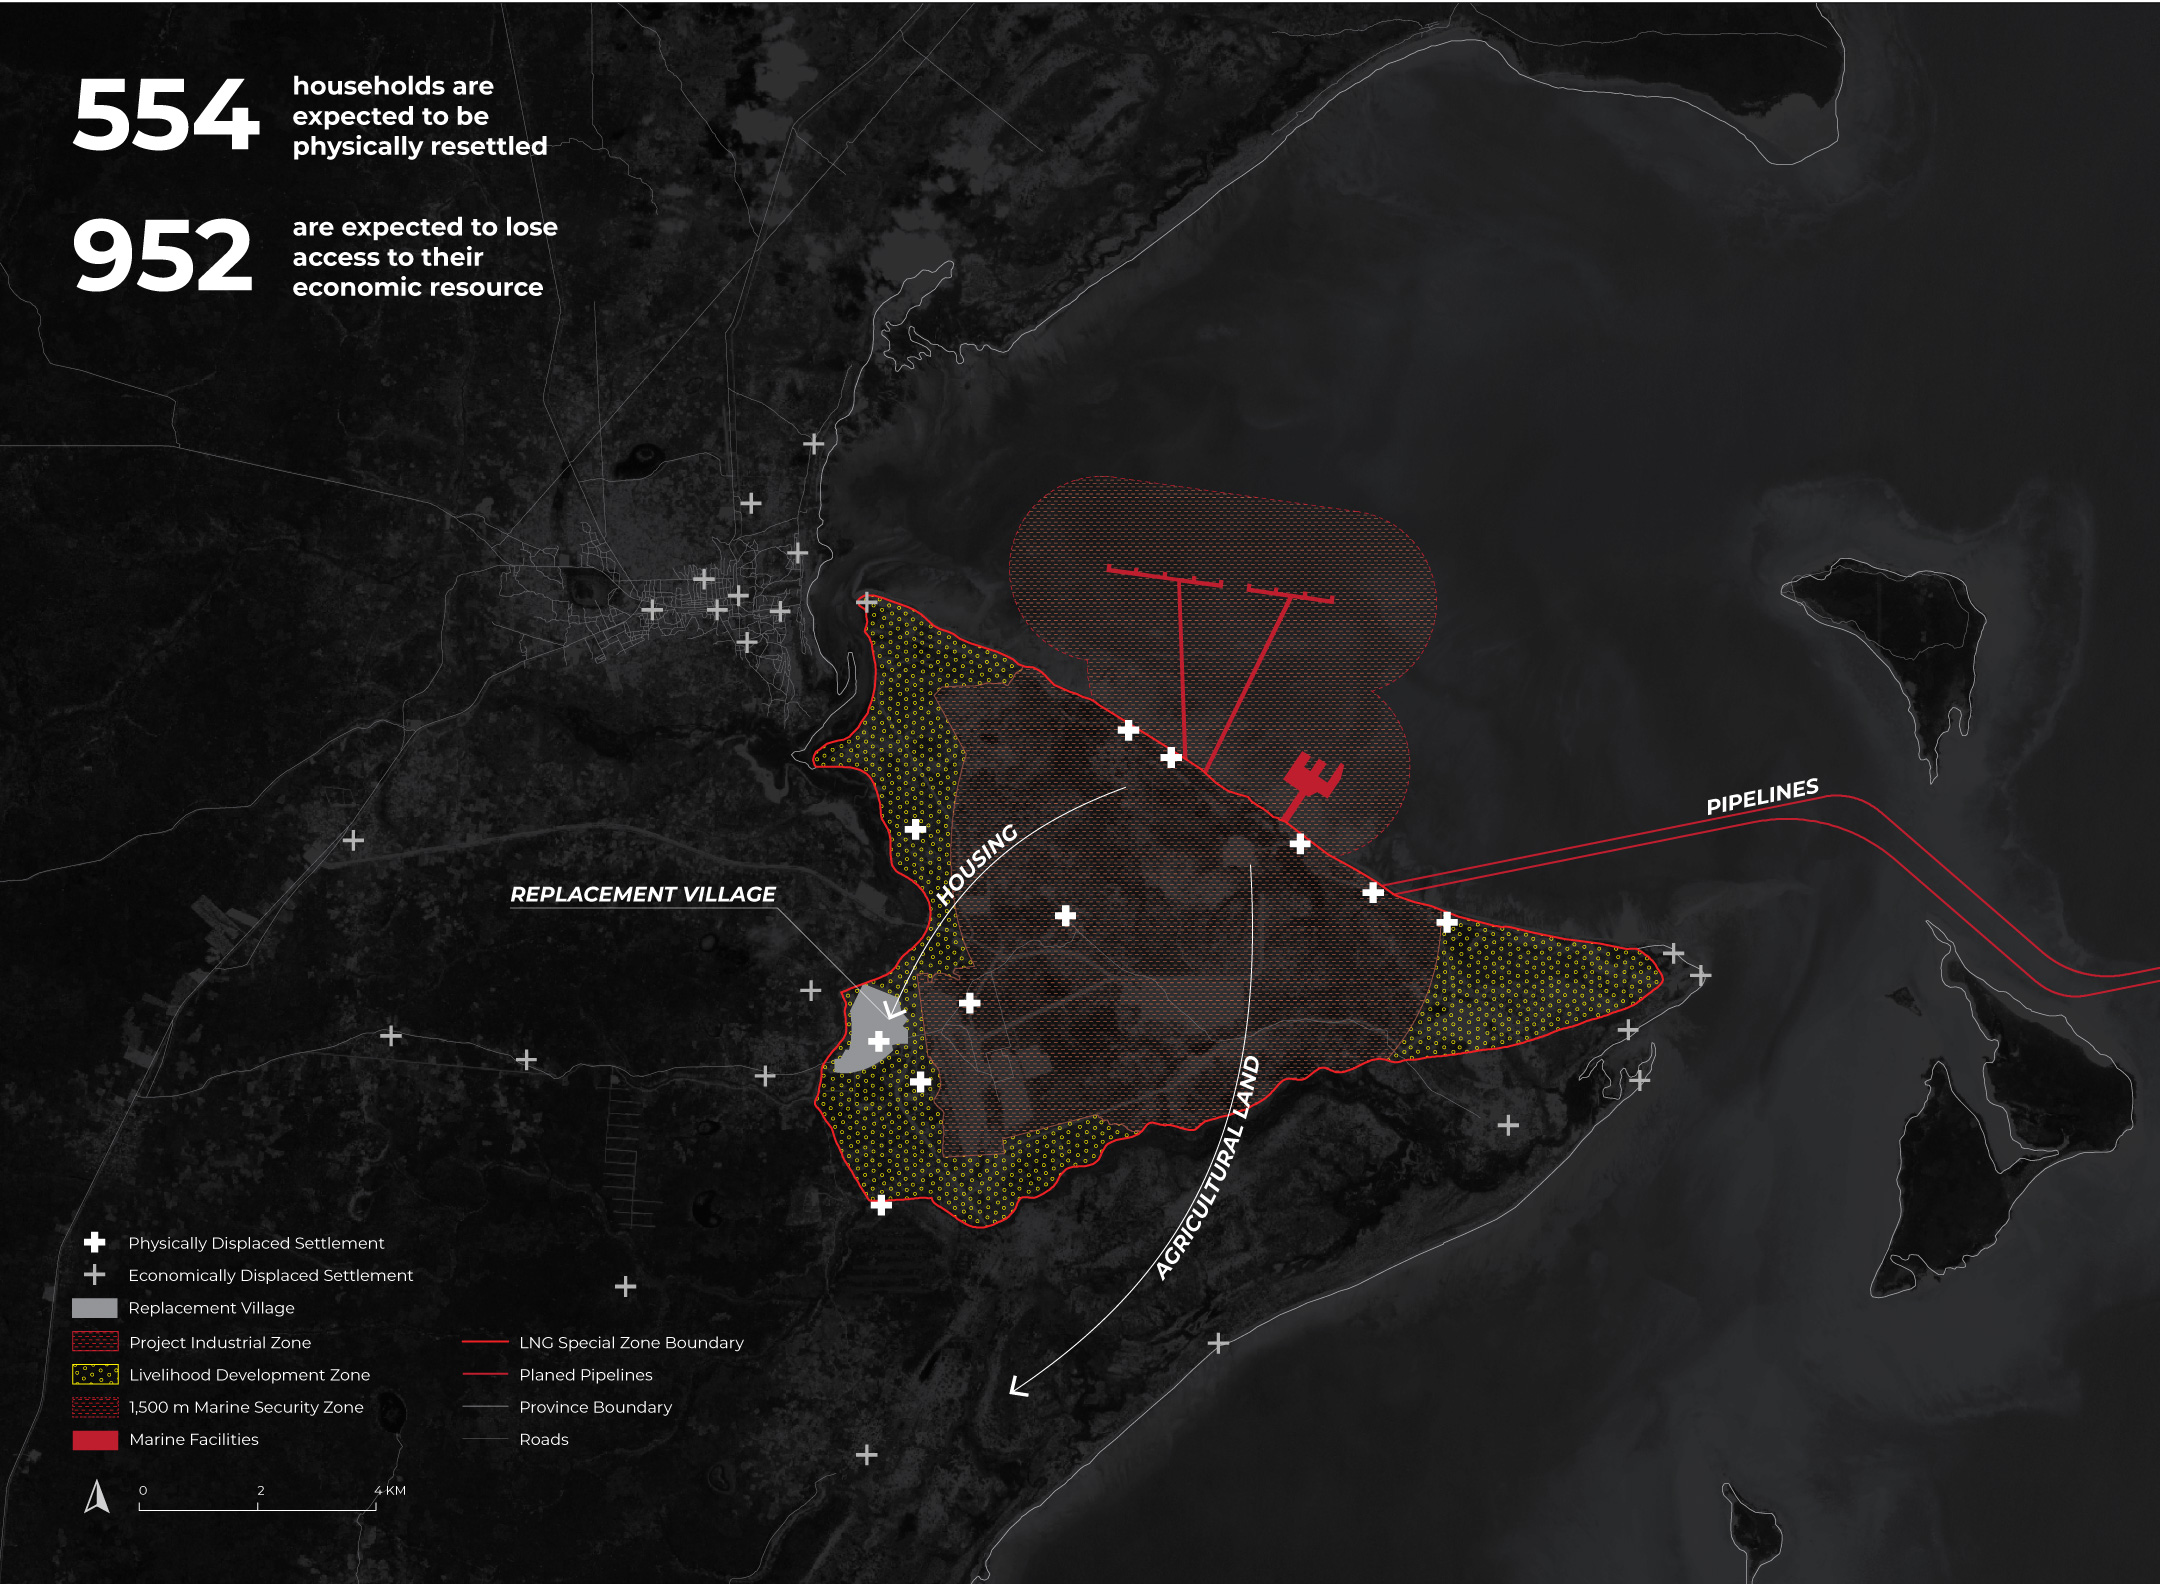 554
households are
expected to be
physically resettled
952
are expected to lose
access to their
economic resource
PIPELINES
HOUSING
REPLACEMENT VILLAGE
AGRICULTURAL LAND
Physically Displaced Settlement
Economically Displaced Settlement
Replacement Village
Project Industrial Zone
Livelihood Development Zone
1,500 m Marine Security Zone
Marine Facilities
LNG Special Zone Boundary
Planed Pipelines
Province Boundary
Roads
0 2 4 KM